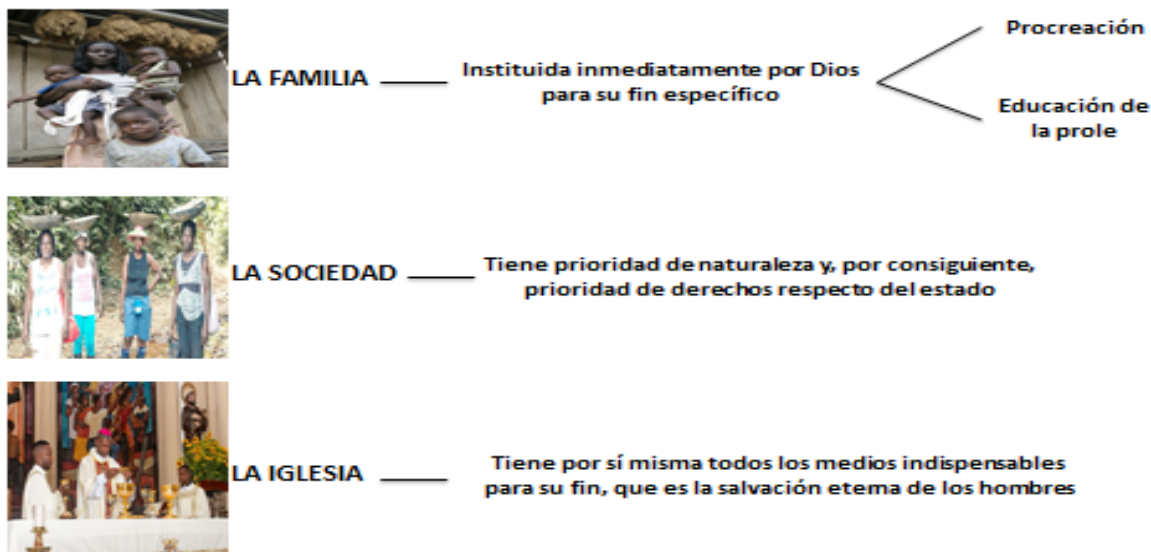 Procreación
LA FAMILIA
Instituida inmediatamente por Dios
para su fin específico
Educación de
la prole
LA SOCIEDAD
Tiene prioridad de naturaleza y, por consiguiente,
prioridad de derechos respecto del estado
LA IGLESIA
Tiene por sí misma todos los medios indispensables
para su fin, que es la salvación eterna de los hombres